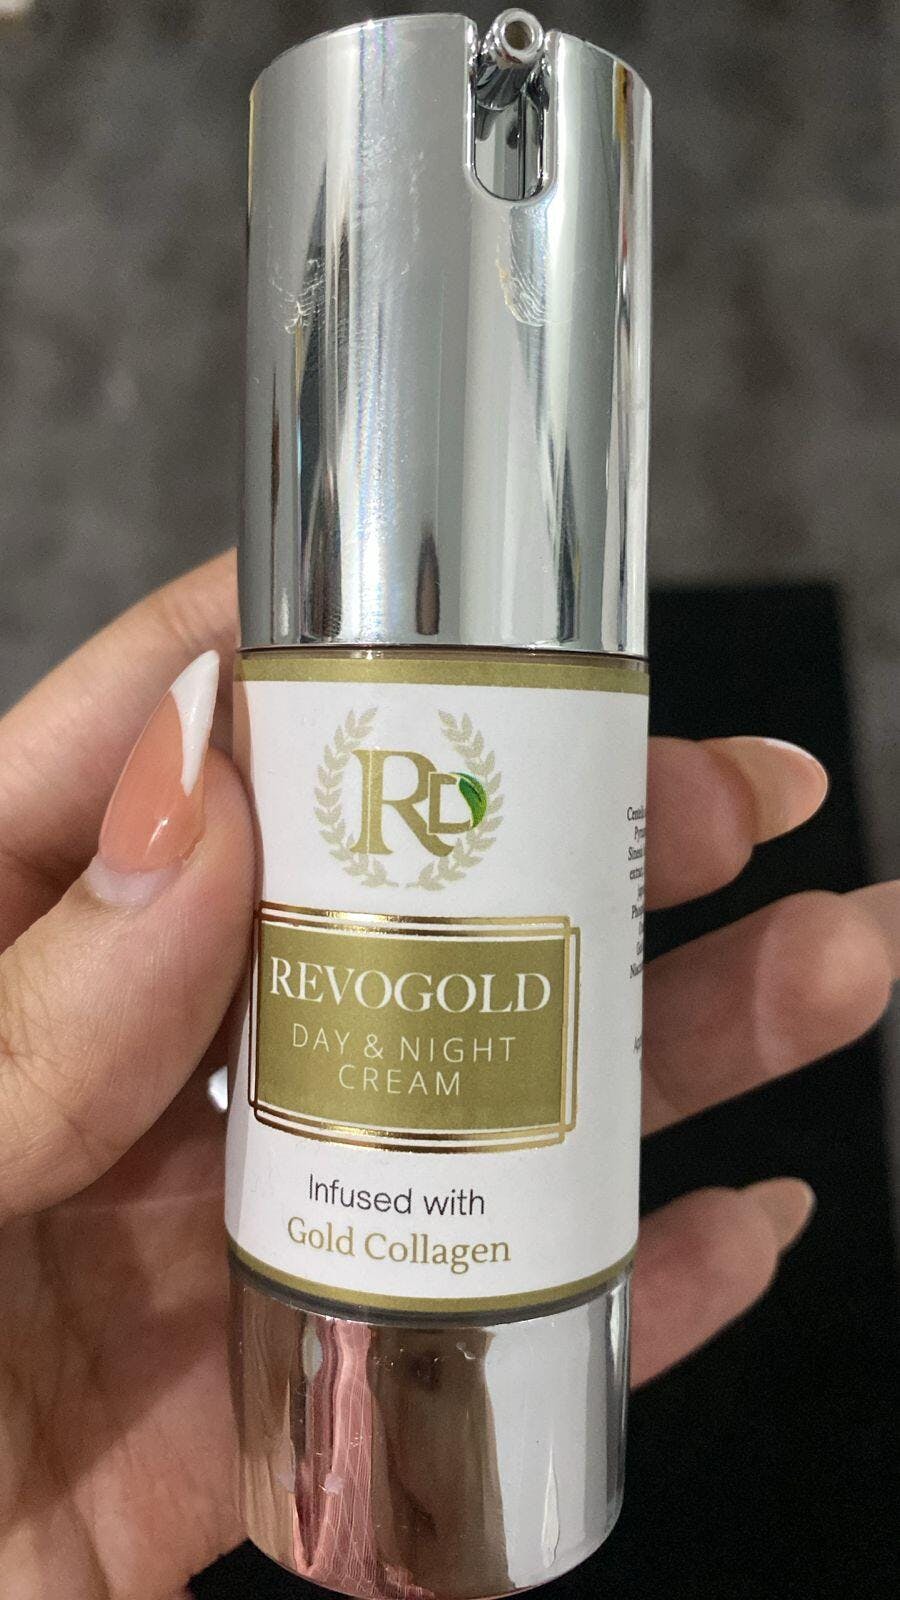 RD
REVOGOLD
DAY & NIGHT
CREAM
Infused with
Gold Collagen